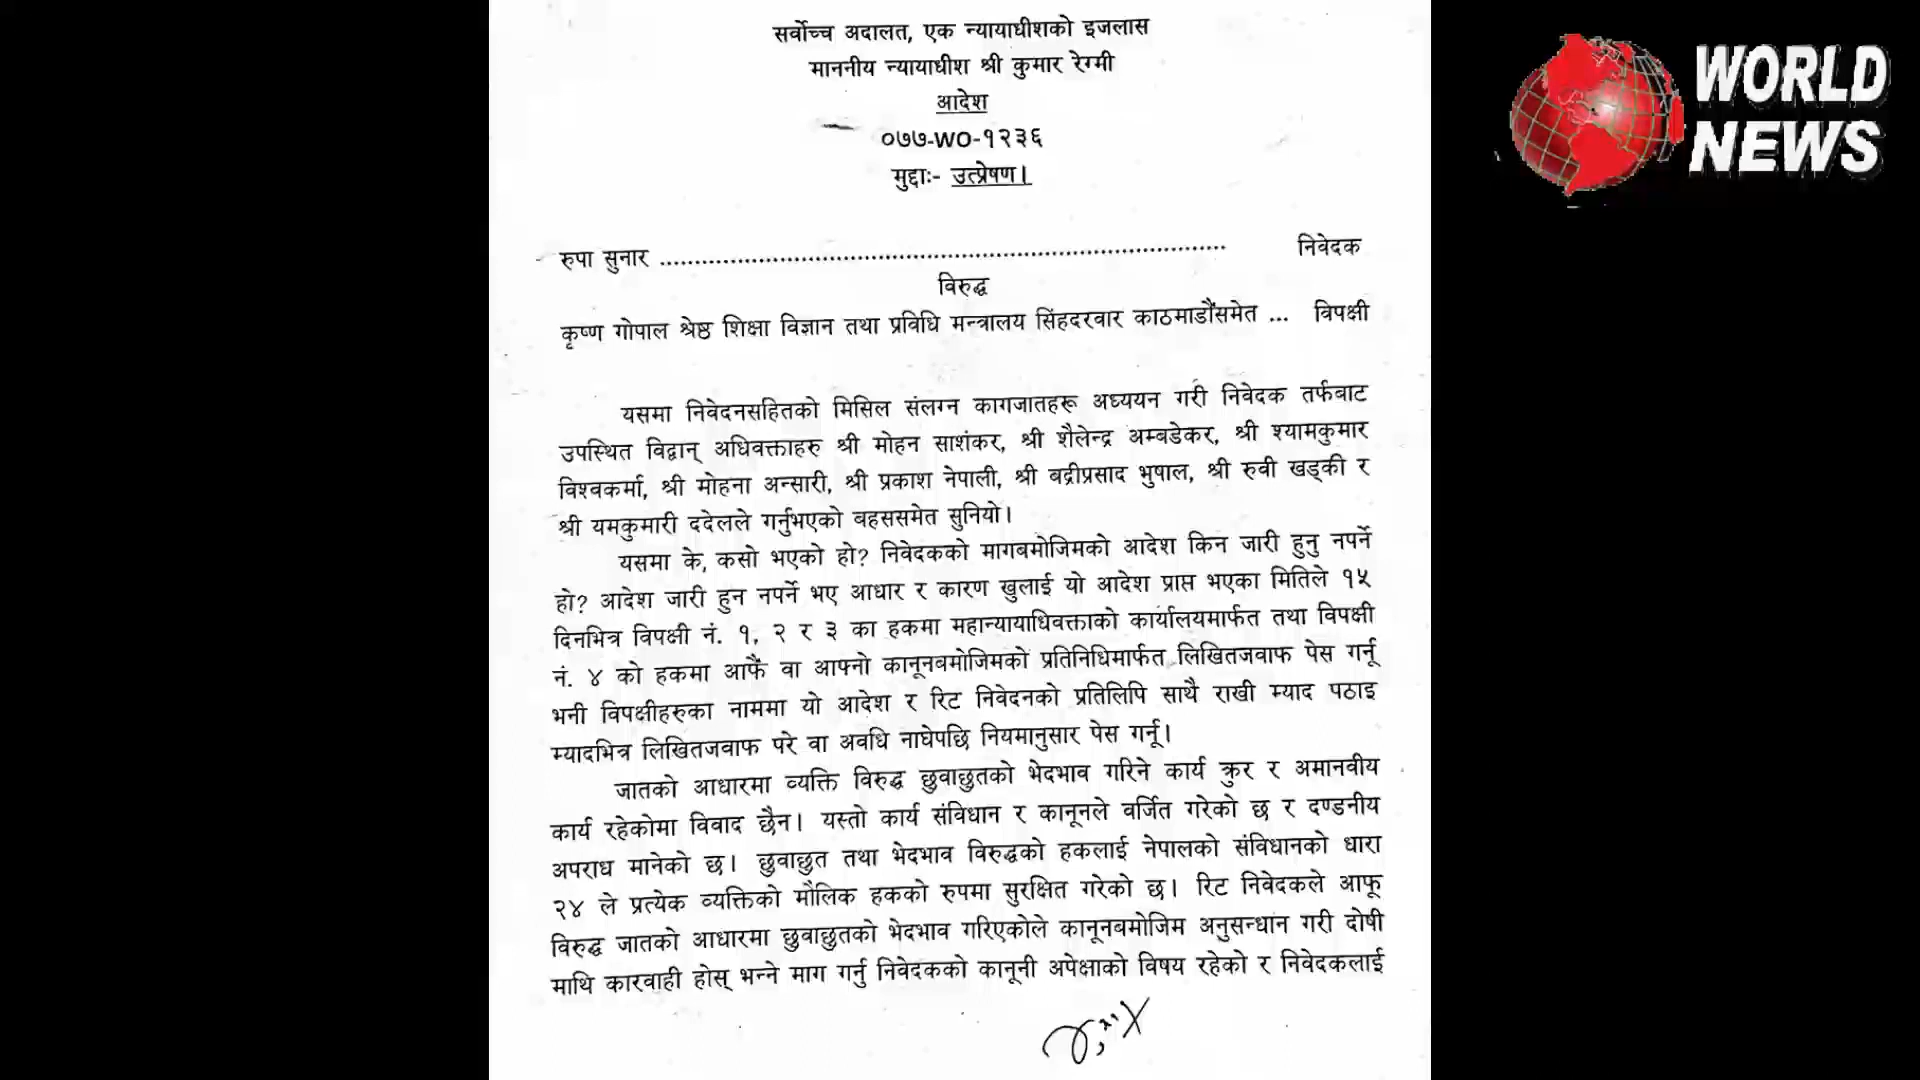 सर्वोच्च अदालत, एक न्यायाधीशको इजलास
माननीय न्यायाधीश श्री कुमार रेग्मी
आदेश
०७७-WO-१२३६
मुद्दाः- उत्प्रेषण।
रुपा सुनार .................................................................................. निवेदक
विरुद्ध
कृष्ण गोपाल श्रेष्ठ शिक्षा विज्ञान तथा प्रविधि मन्त्रालय सिंहदरवार काठमाडौंसमेत ... विपक्षी
यसमा निवेदनसहितको मिसिल संलग्न कागजातहरू अध्ययन गरी निवेदक तर्फबाट
उपस्थित विद्वान् अधिवक्ताहरु श्री मोहन साशंकर, श्री शैलेन्द्र अम्बडेकर, श्री श्यामकुमार
विश्वकर्मा, श्री मोहना अन्सारी, श्री प्रकाश नेपाली, श्री बद्रीप्रसाद भुषाल, श्री रुवी खड्की र
श्री यमकुमारी ददेलले गर्नुभएको बहससमेत सुनियो।
यसमा के, कसो भएको हो? निवेदकको मागबमोजिमको आदेश किन जारी हुनु नपर्ने
हो? आदेश जारी हुन नपर्ने भए आधार र कारण खुलाई यो आदेश प्राप्त भएका मितिले १५
दिनभित्र विपक्षी नं. १, २ र ३ का हकमा महान्यायाधिवक्ताको कार्यालयमार्फत तथा विपक्षी
नं. ४ को हकमा आफैं वा आफ्नो कानूनबमोजिमको प्रतिनिधिमार्फत लिखितजवाफ पेस गर्नू
भनी विपक्षीहरुका नाममा यो आदेश र रिट निवेदनको प्रतिलिपि साथै राखी म्याद पठाइ
म्यादभित्र लिखितजवाफ परे वा अवधि नाघेपछि नियमानुसार पेस गर्नू।
जातको आधारमा व्यक्ति विरुद्ध छुवाछुतको भेदभाव गरिने कार्य क्रुर र अमानवीय
कार्य रहेकोमा विवाद छैन। यस्तो कार्य संविधान र कानूनले वर्जित गरेको छ र दण्डनीय
अपराध मानेको छ। छुवाछुत तथा भेदभाव विरुद्धको हकलाई नेपालको संविधानको धारा
२४ ले प्रत्येक व्यक्तिको मौलिक हकको रुपमा सुरक्षित गरेको छ। रिट निवेदकले आफू
विरुद्ध जातको आधारमा छुवाछुतको भेदभाव गरिएकोले कानूनबमोजिम अनुसन्धान गरी दोषी
माथि कारवाही होस् भन्ने माग गर्नु निवेदकको कानूनी अपेक्षाको विषय रहेको र निवेदकलाई
WORLD
NEWS